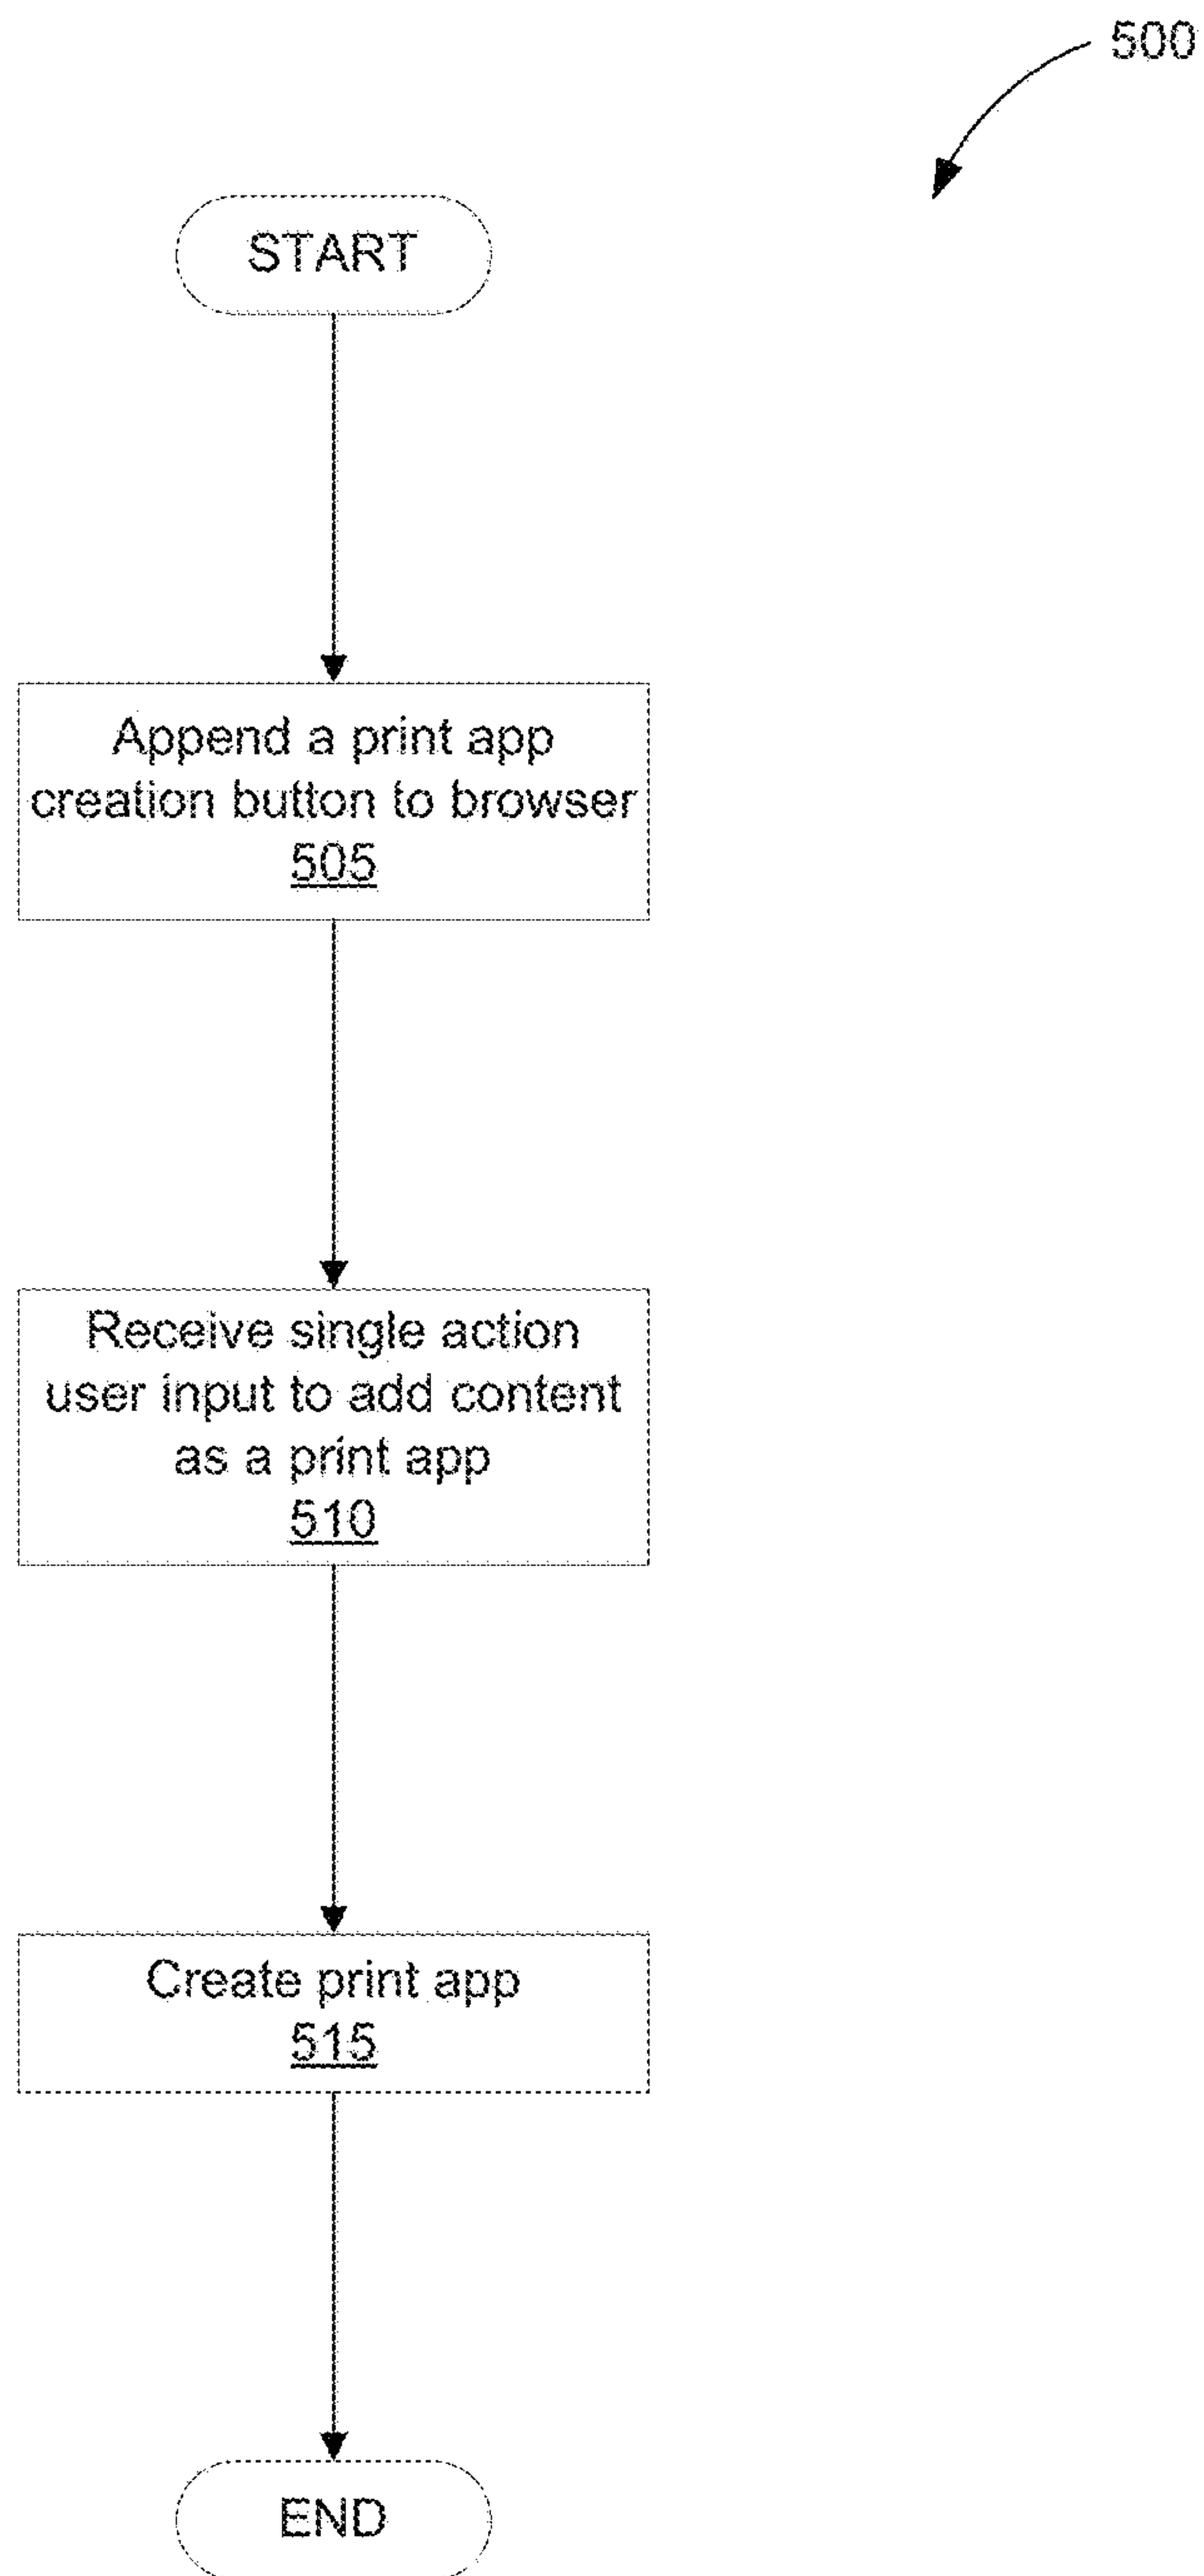 500
START
Append a print app
creation button to browser
505
Receive single action
user input to add content
as a print app
510
Create print app
515
END